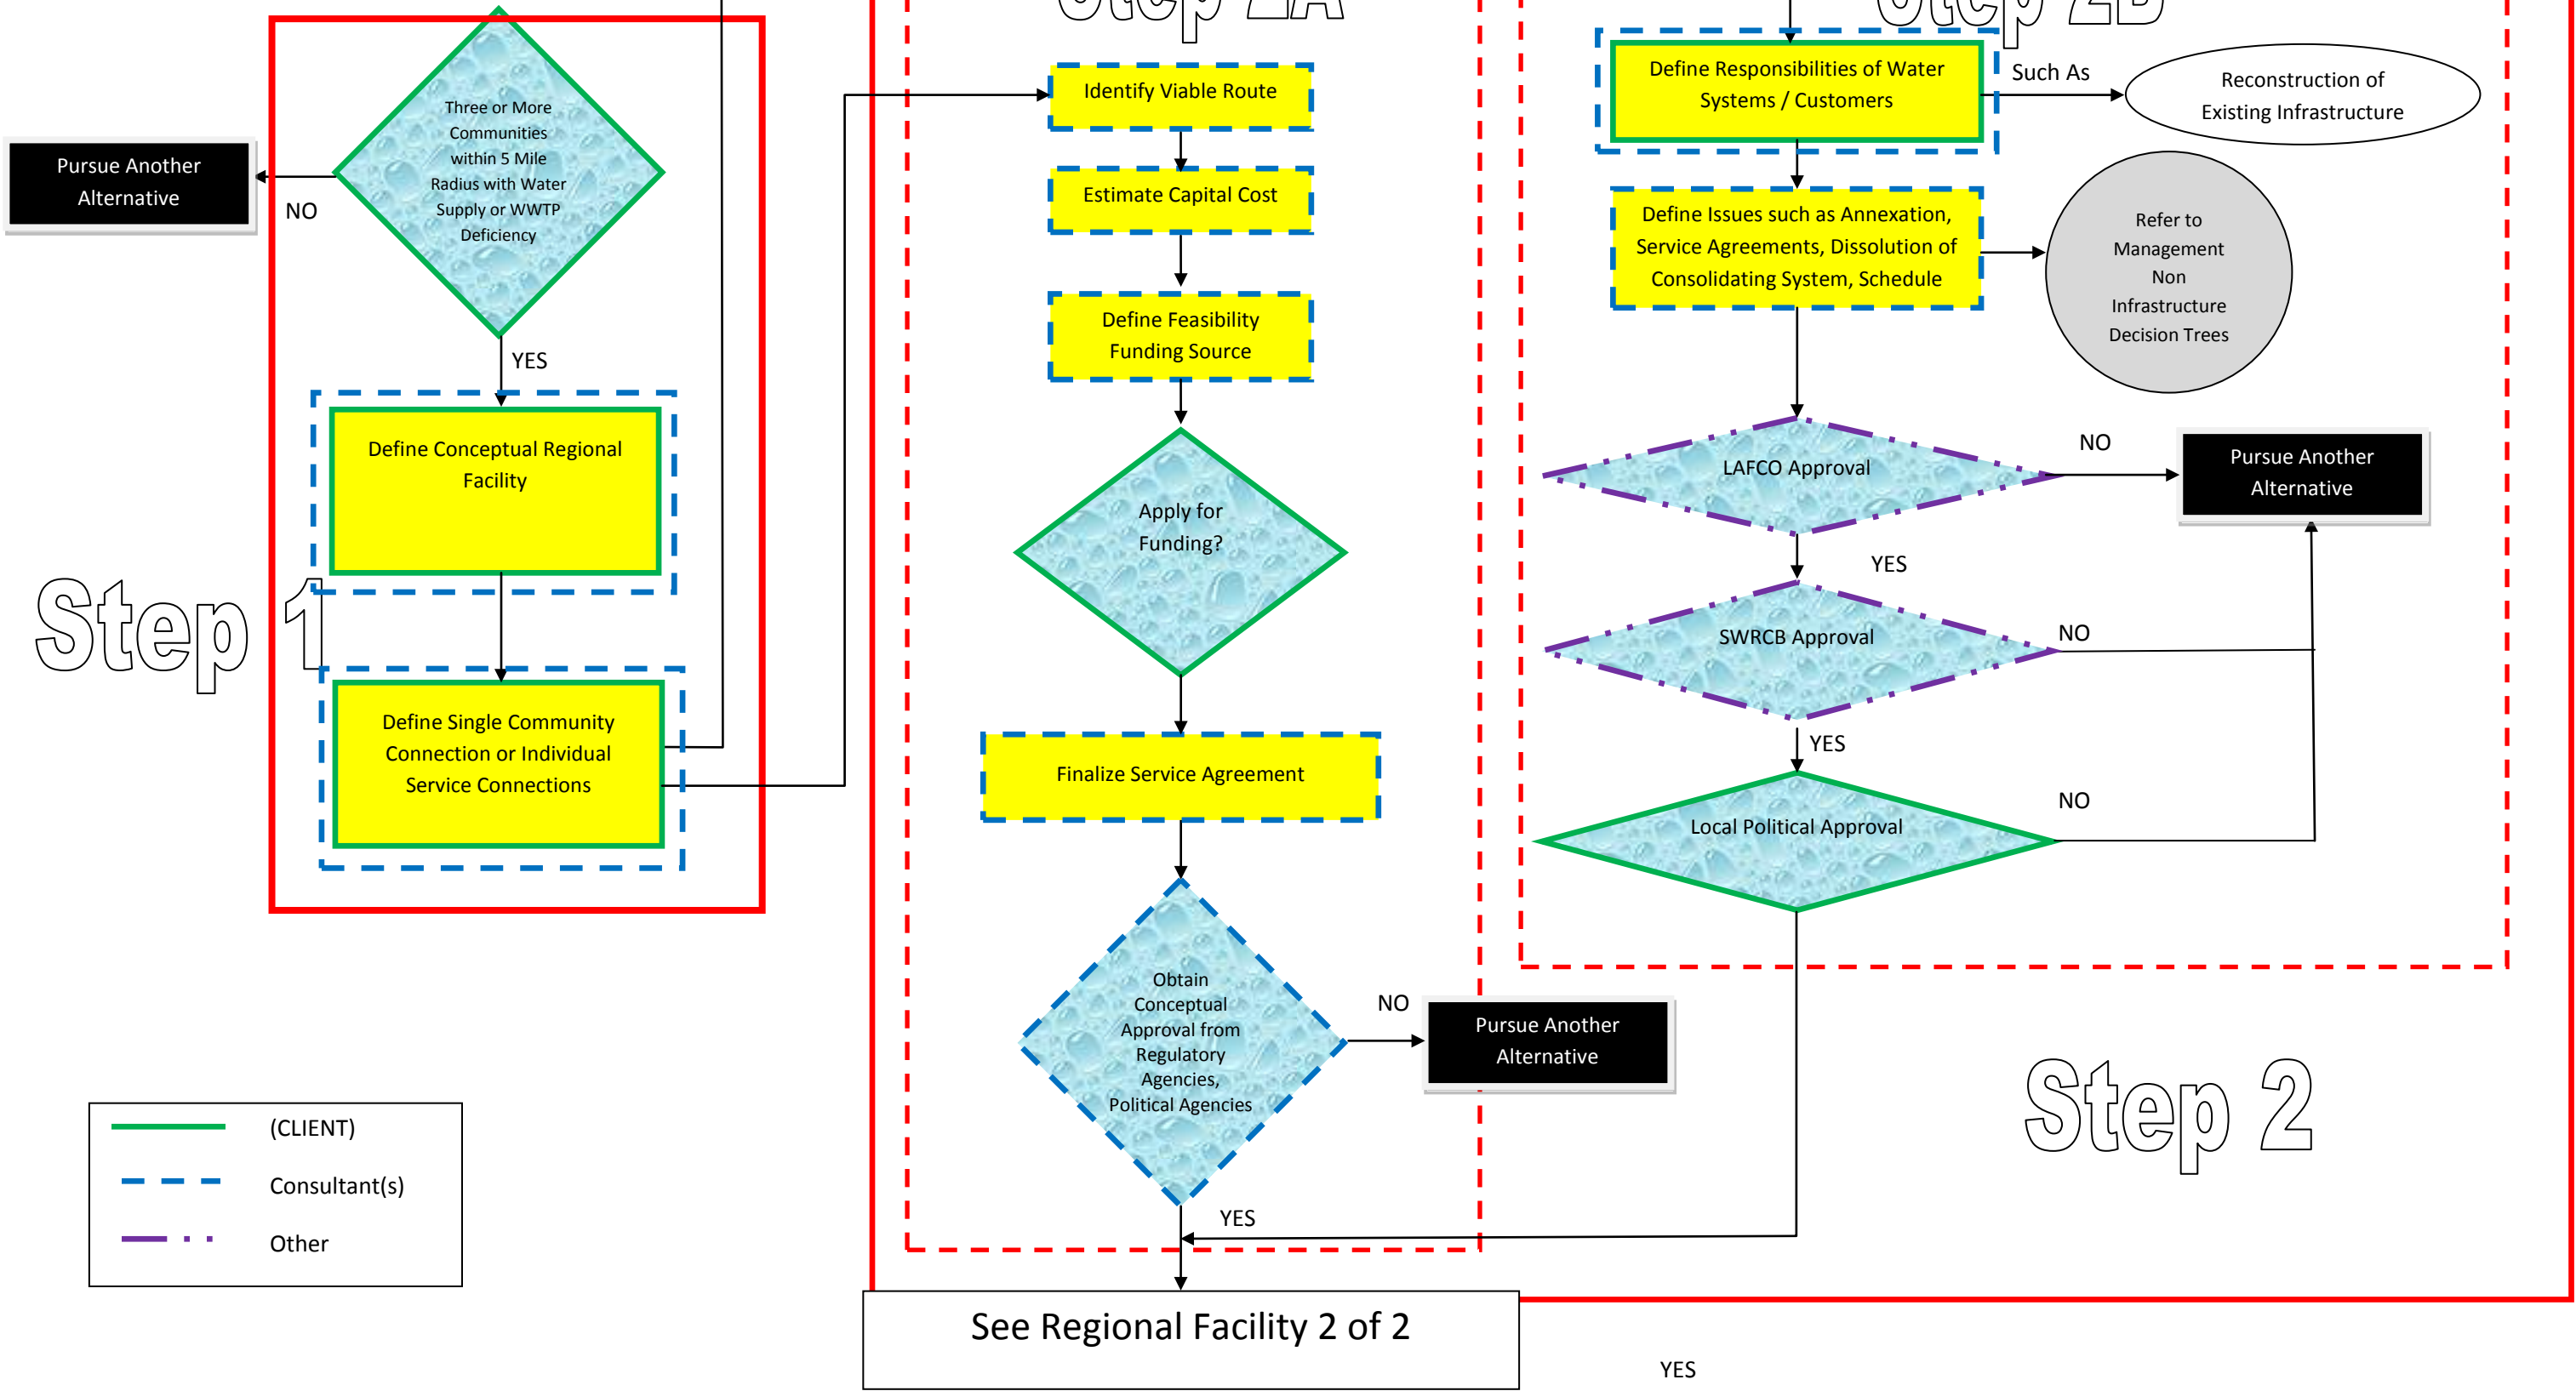 Three or More
Communities
within 5 Mile
Radius with Water
Supply or WWTP
Deficiency
Pursue Another
Alternative
NO
YES
Define Conceptual Regional
Facility
Step 1
Define Single Community
Connection or Individual
Service Connections
(CLIENT)
Consultant(s)
Other
Step 2A
Identify Viable Route
Estimate Capital Cost
Define Feasibility
Funding Source
Apply for
Funding?
Finalize Service Agreement
Obtain
Conceptual
Approval from
Regulatory
Agencies,
Political Agencies
NO
Pursue Another
Alternative
YES
Step 2B
Define Responsibilities of Water
Systems / Customers
Such As
Reconstruction of
Existing Infrastructure
Define Issues such as Annexation,
Service Agreements, Dissolution of
Consolidating System, Schedule
Refer to
Management
Non
Infrastructure
Decision Trees
LAFCO Approval
NO
Pursue Another
Alternative
YES
SWRCB Approval
NO
YES
Local Political Approval
NO
Step 2
See Regional Facility 2 of 2
YES